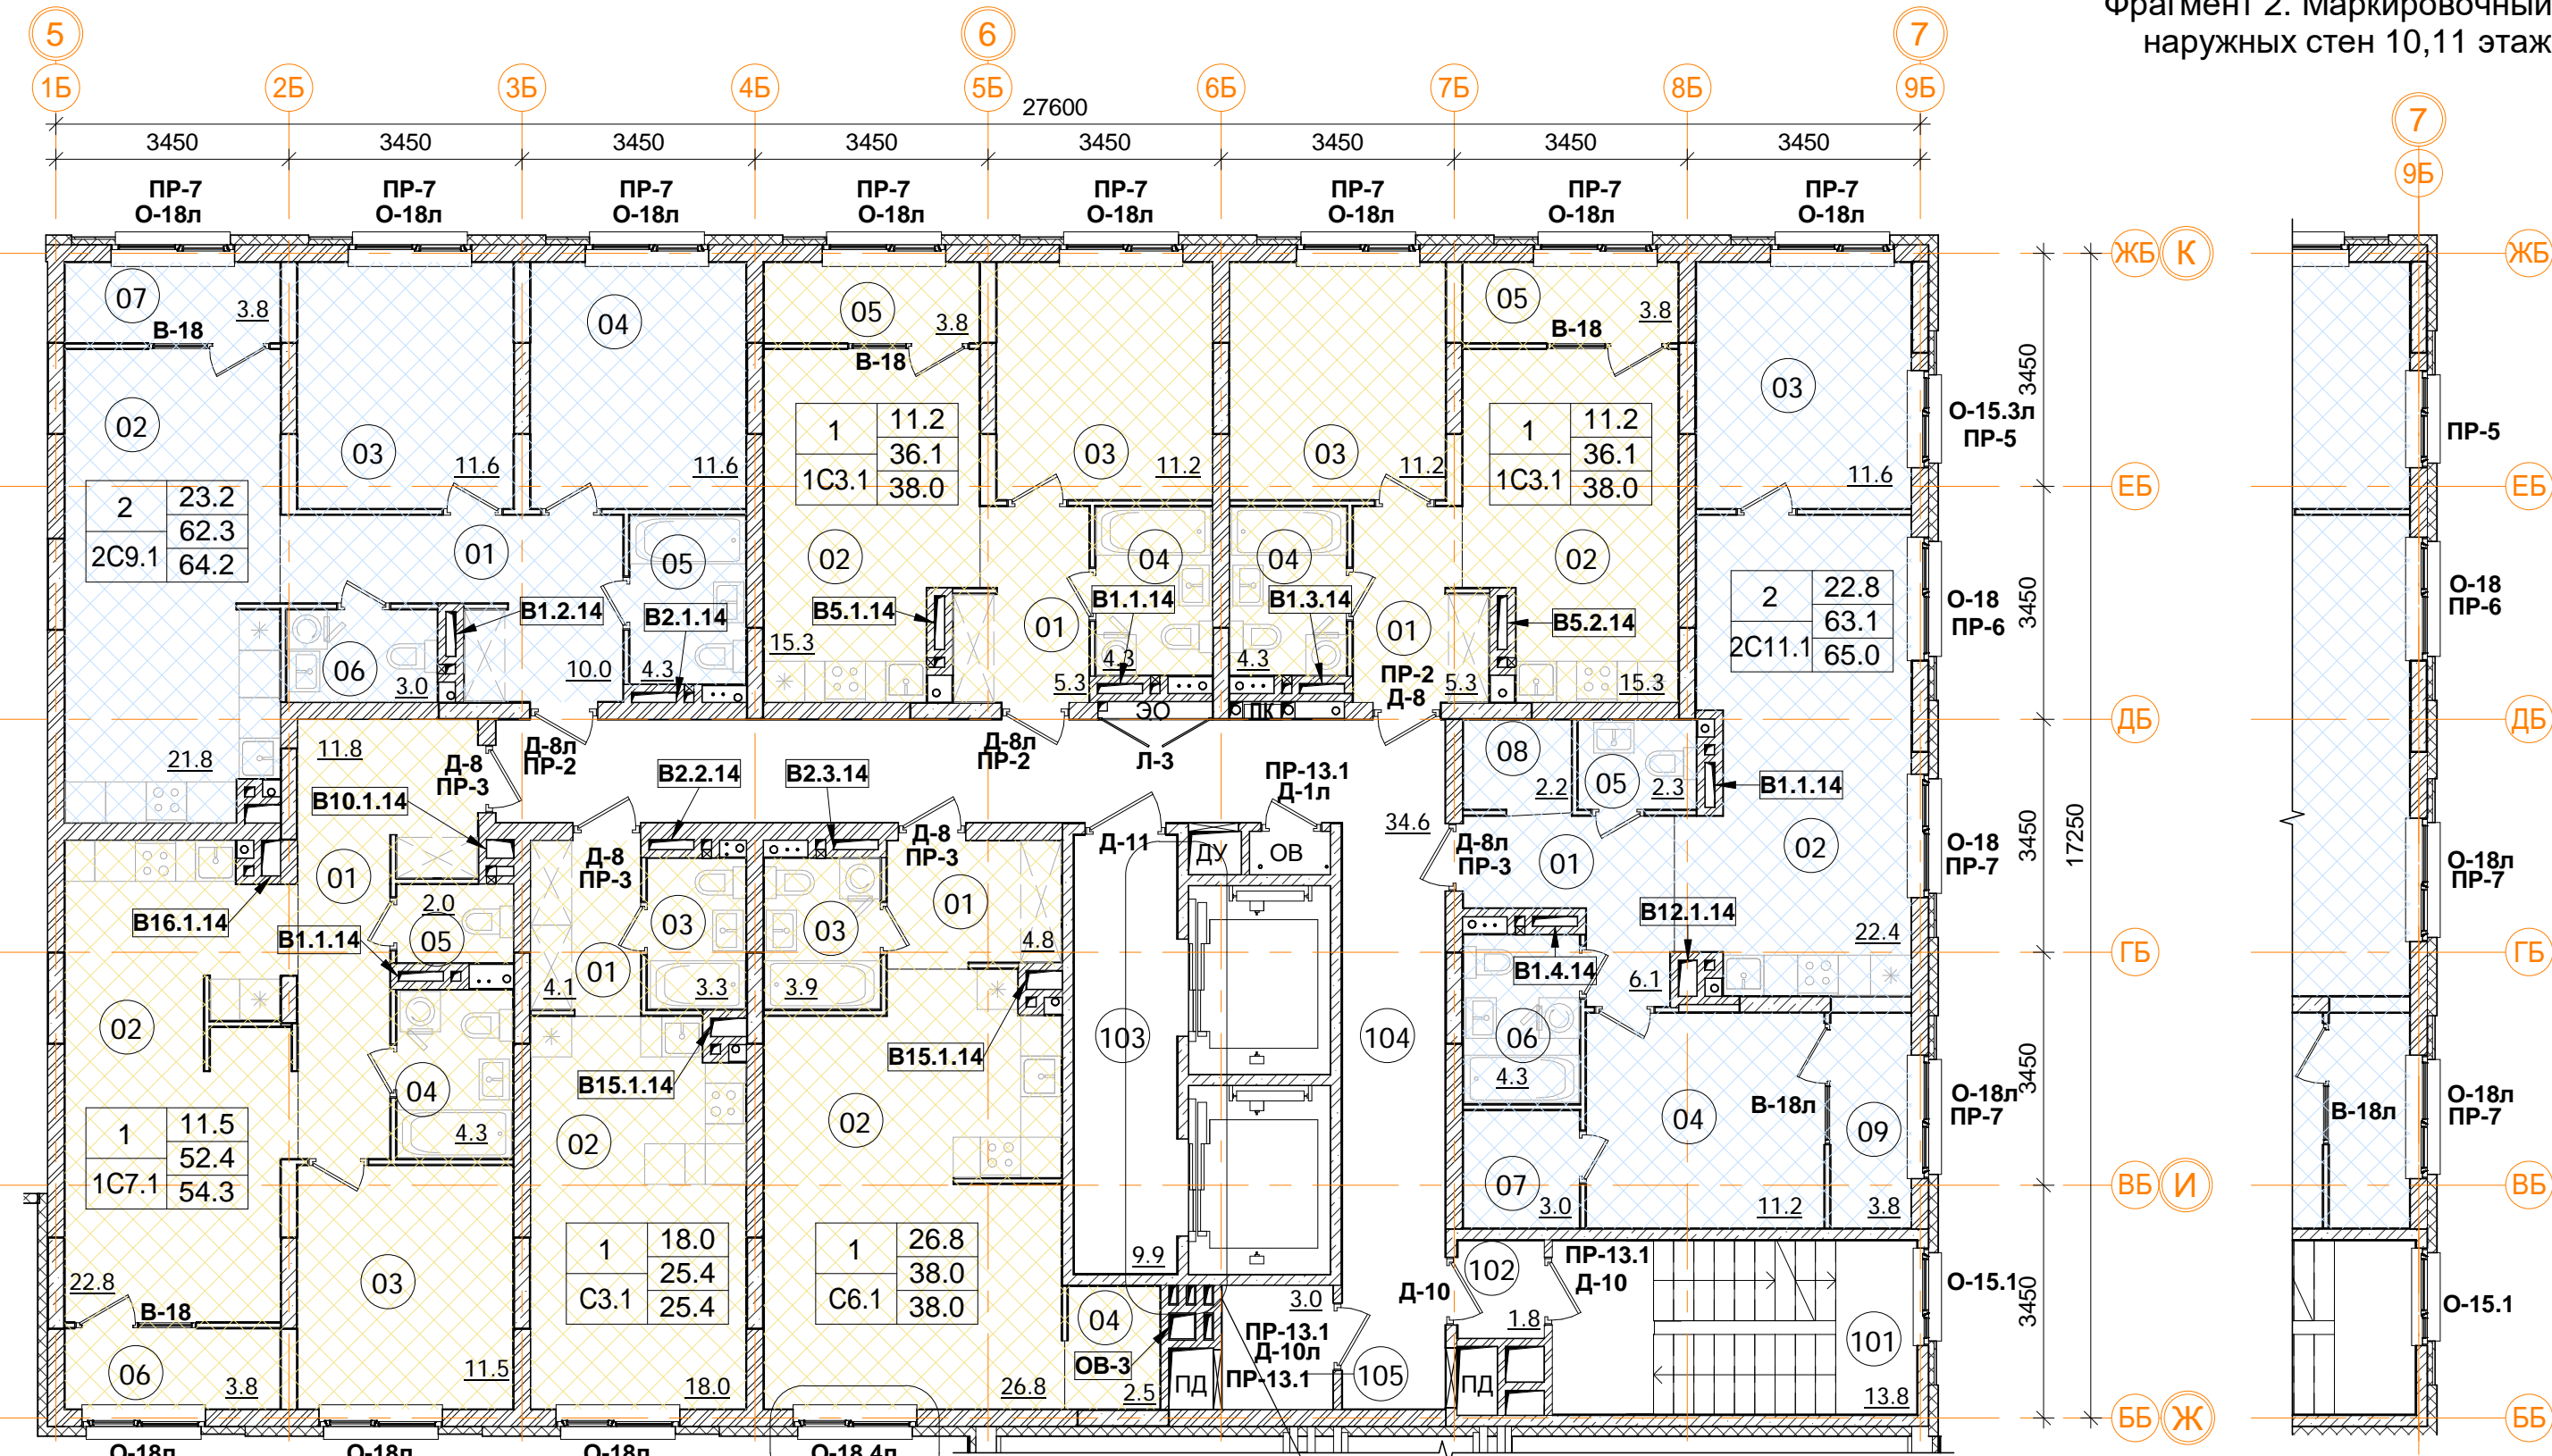 Фрагмент 2. Маркировочный
наружных стен 10,11 этаж
5
6
7
1Б
2Б
3Б
4Б
5Б
6Б
7Б
8Б
9Б
27600
3450
3450
3450
3450
3450
3450
3450
3450
7
9Б
ПР-7
О-18л
ПР-7
О-18л
ПР-7
О-18л
ПР-7
О-18л
ПР-7
О-18л
ПР-7
О-18л
ПР-7
О-18л
ПР-7
О-18л
ЖБ
К
ЖБ
07
3.8
В-18
04
05
3.8
В-18
05
3.8
В-18
02
03
11.6
11.6
03
11.2
03
11.2
03
11.6
3450
О-15.3л
ПР-5
ПР-5
1
11.2
1С3.1
36.1
38.0
1
11.2
1С3.1
36.1
38.0
ЕБ
ЕБ
2
23.2
2С9.1
62.3
64.2
01
05
02
04
04
02
В1.2.14
В2.1.14
В5.1.14
В1.1.14
В1.3.14
В5.2.14
2
22.8
2С11.1
63.1
65.0
О-18
ПР-6
3450
О-18
ПР-6
06
3.0
10.0
4.3
15.3
01
5.3
4.3
4.3
01
ПР-2
Д-8
5.3
15.3
ЭО
ПК
ДБ
ДБ
21.8
11.8
Д-8
ПР-3
Д-8л
ПР-2
Д-8л
ПР-2
Л-3
ПР-13.1
Д-1л
08
2.2
05
2.3
В1.1.14
В10.1.14
В2.2.14
В2.3.14
34.6
3450
17250
Д-8
ПР-3
Д-8
ПР-3
Д-11
ДУ
ОВ
Д-8л
ПР-3
01
02
О-18
ПР-7
О-18л
ПР-7
01
В16.1.14
В1.1.14
2.0
05
03
03
01
4.8
В12.1.14
22.4
01
4.1
3.3
3.9
ГБ
ГБ
В1.4.14
6.1
02
В15.1.14
103
104
06
4.3
04
4.3
В15.1.14
3450
02
02
04
В-18л
09
О-18л
ПР-7
В-18л
О-18л
ПР-7
1
11.5
1С7.1
52.4
54.3
07
3.0
11.2
3.8
ВБ
И
ВБ
1
18.0
С3.1
25.4
25.4
1
26.8
С6.1
38.0
38.0
9.9
22.8
В-18
03
04
3.0
Д-10
102
1.8
ПР-13.1
Д-10
О-15.1
3450
О-15.1
06
3.8
11.5
18.0
26.8
ОВ-3
2.5
ПД
ПР-13.1
Д-10л
ПР-13.1
105
ПД
101
13.8
ББ
Ж
ББ
О-18л
О-18л
О-18л
О-18.4л